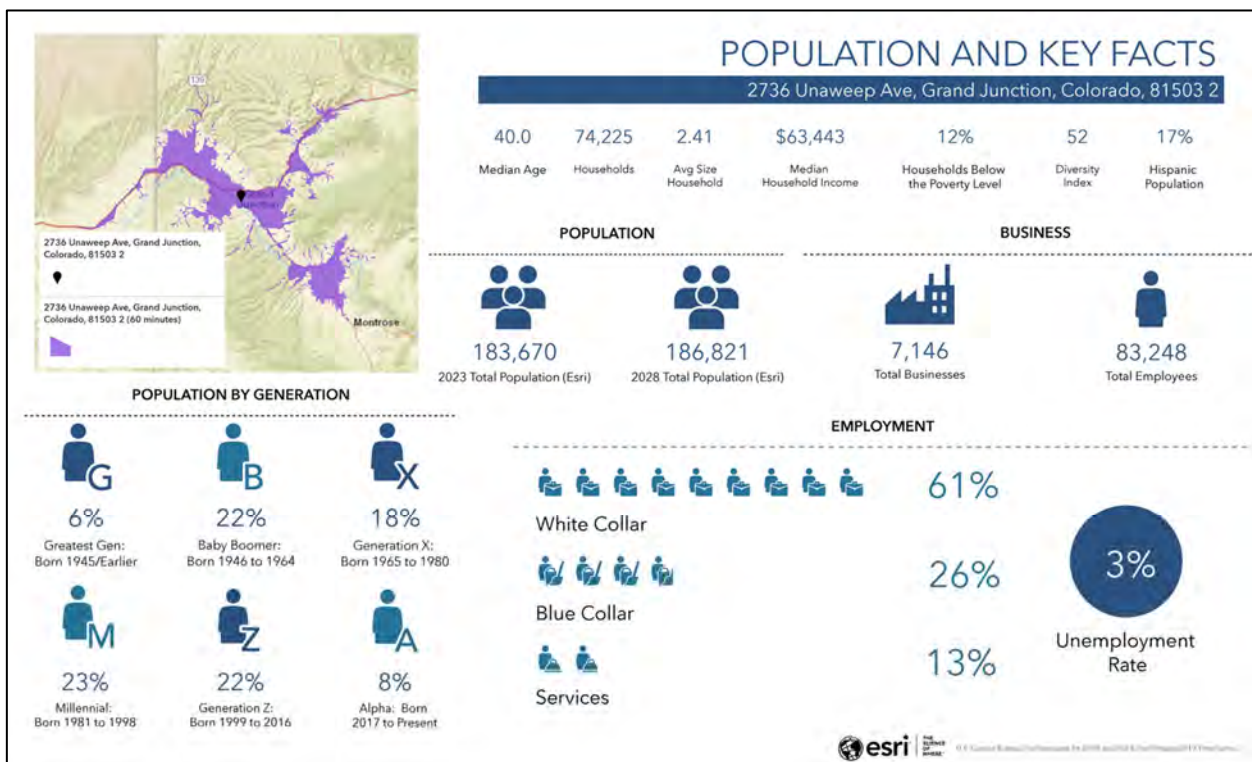 POPULATION AND KEY FACTS
2736 Unaweep Ave, Grand Junction, Colorado, 81503 2
139
2736 Unaweep Ave, Grand Junction,
Colorado, 81503 2
2736 Unaweep Ave, Grand Junction,
Colorado, 81503 2 (60 minutes)
Montrose
40.0
Median Age
74,225
Households
2.41
Avg Size
Household
$63,443
Median
Household Income
12%
Households Below
the Poverty Level
52
Diversity
Index
17%
Hispanic
Population
POPULATION
183,670
2023 Total Population (Esri)
186,821
2028 Total Population (Esri)
BUSINESS
7,146
Total Businesses
83,248
Total Employees
POPULATION BY GENERATION
G
6%
Greatest Gen:
Born 1945/Earlier
B
22%
Baby Boomer:
Born 1946 to 1964
X
18%
Generation X:
Born 1965 to 1980
M
23%
Millennial:
Born 1981 to 1998
Z
22%
Generation Z:
Born 1999 to 2016
A
8%
Alpha: Born
2017 to Present
EMPLOYMENT
61%
White Collar
26%
Blue Collar
13%
Services
3%
Unemployment
Rate
esri
THE
SCIENCE
OF
WHERE